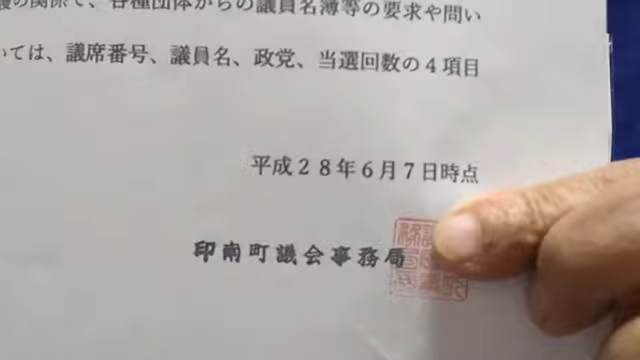 の関係で、各種団体からの議員名簿等の要求や問い
いては、議席番号、議員名、政党、当選回数の４項目
平成２８年６月７日時点
印南町議会事務局